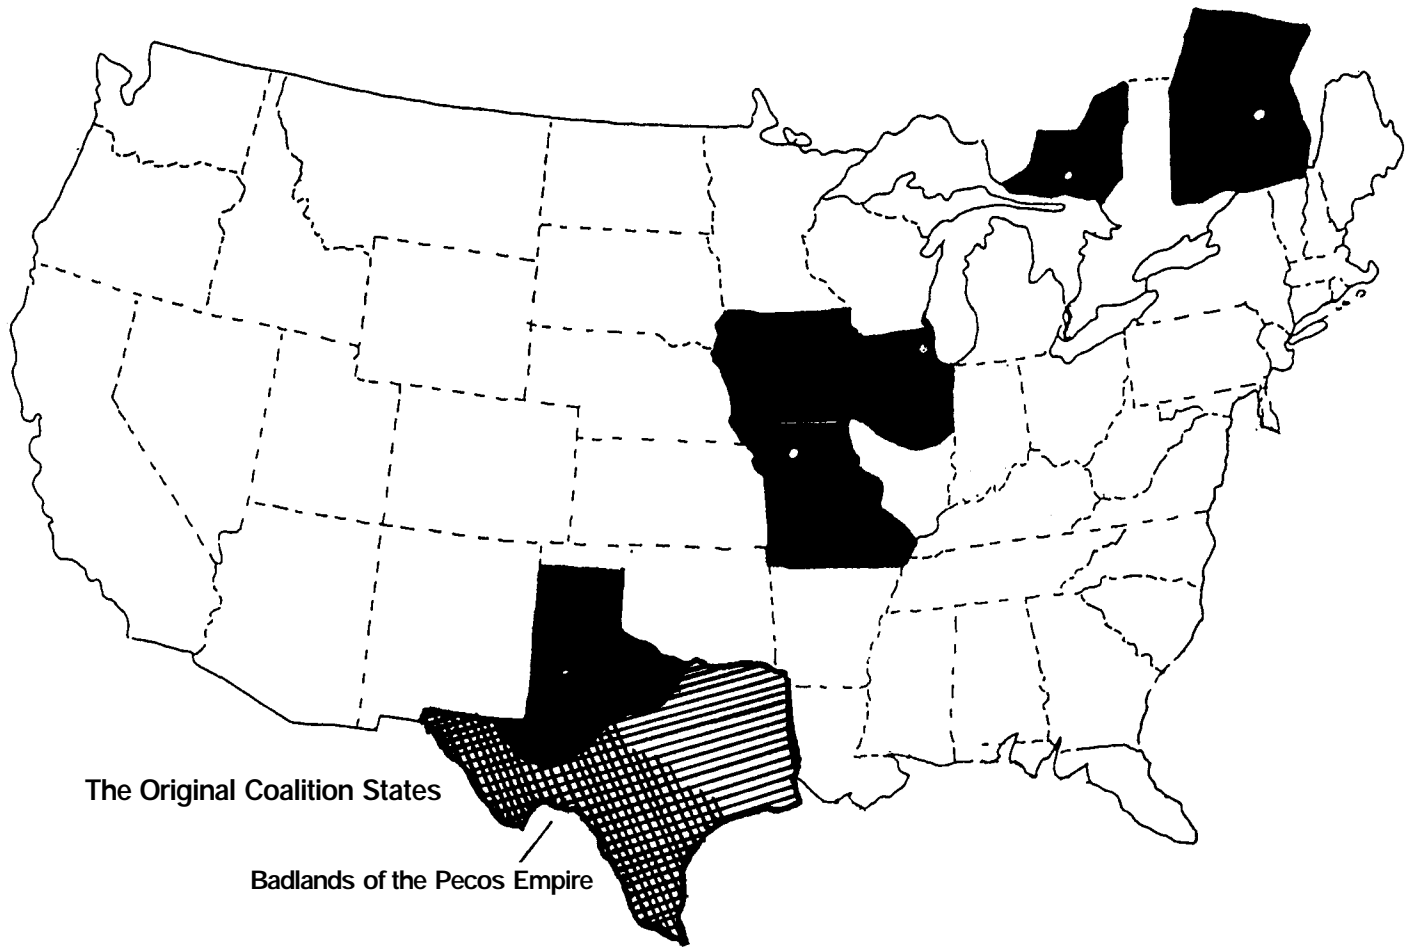 The Original Coalition States
Badlands of the Pecos Empire